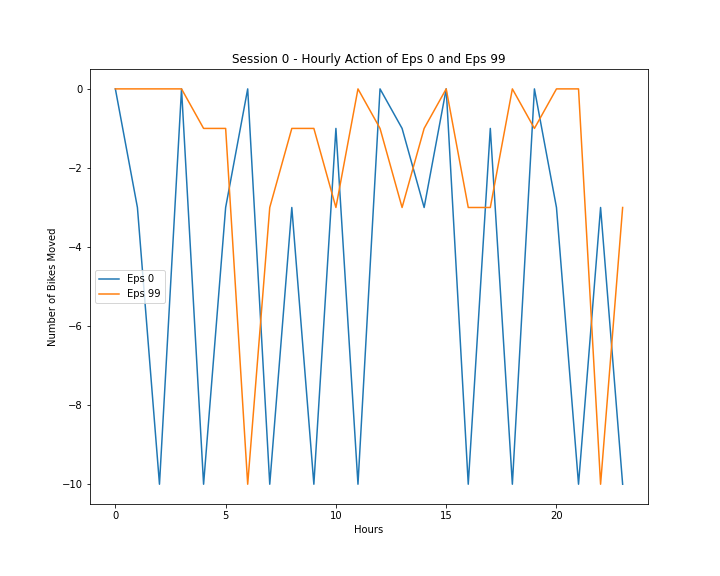 Session 0 - Hourly Action of Eps 0 and Eps 99
0
−2
−4
−6
−8
−10
Number of Bikes Moved
Eps 0
Eps 99
0
5
10
15
20
Hours